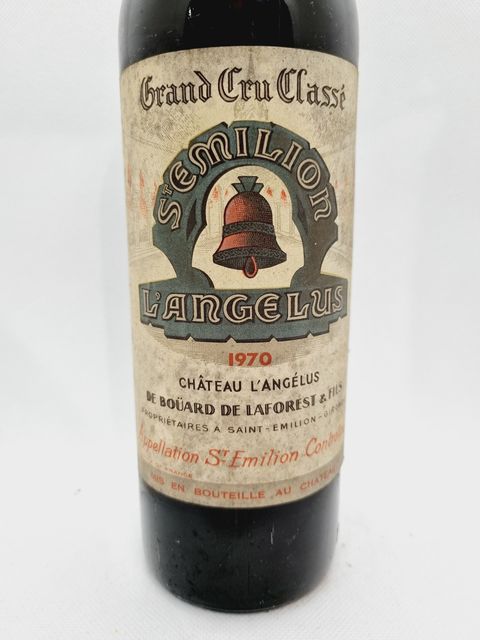 Grand Cru Classé
ST EMILION
L'ANGELUS
1970
CHÂTEAU L'ANGÉLUS
DE BOÜARD DE LAFOREST & FILS
PROPRIÉTAIRES A SAINT-EMILION-
Appellation ST Emilion
MIS EN BOUTEILLE AU CHATEAU